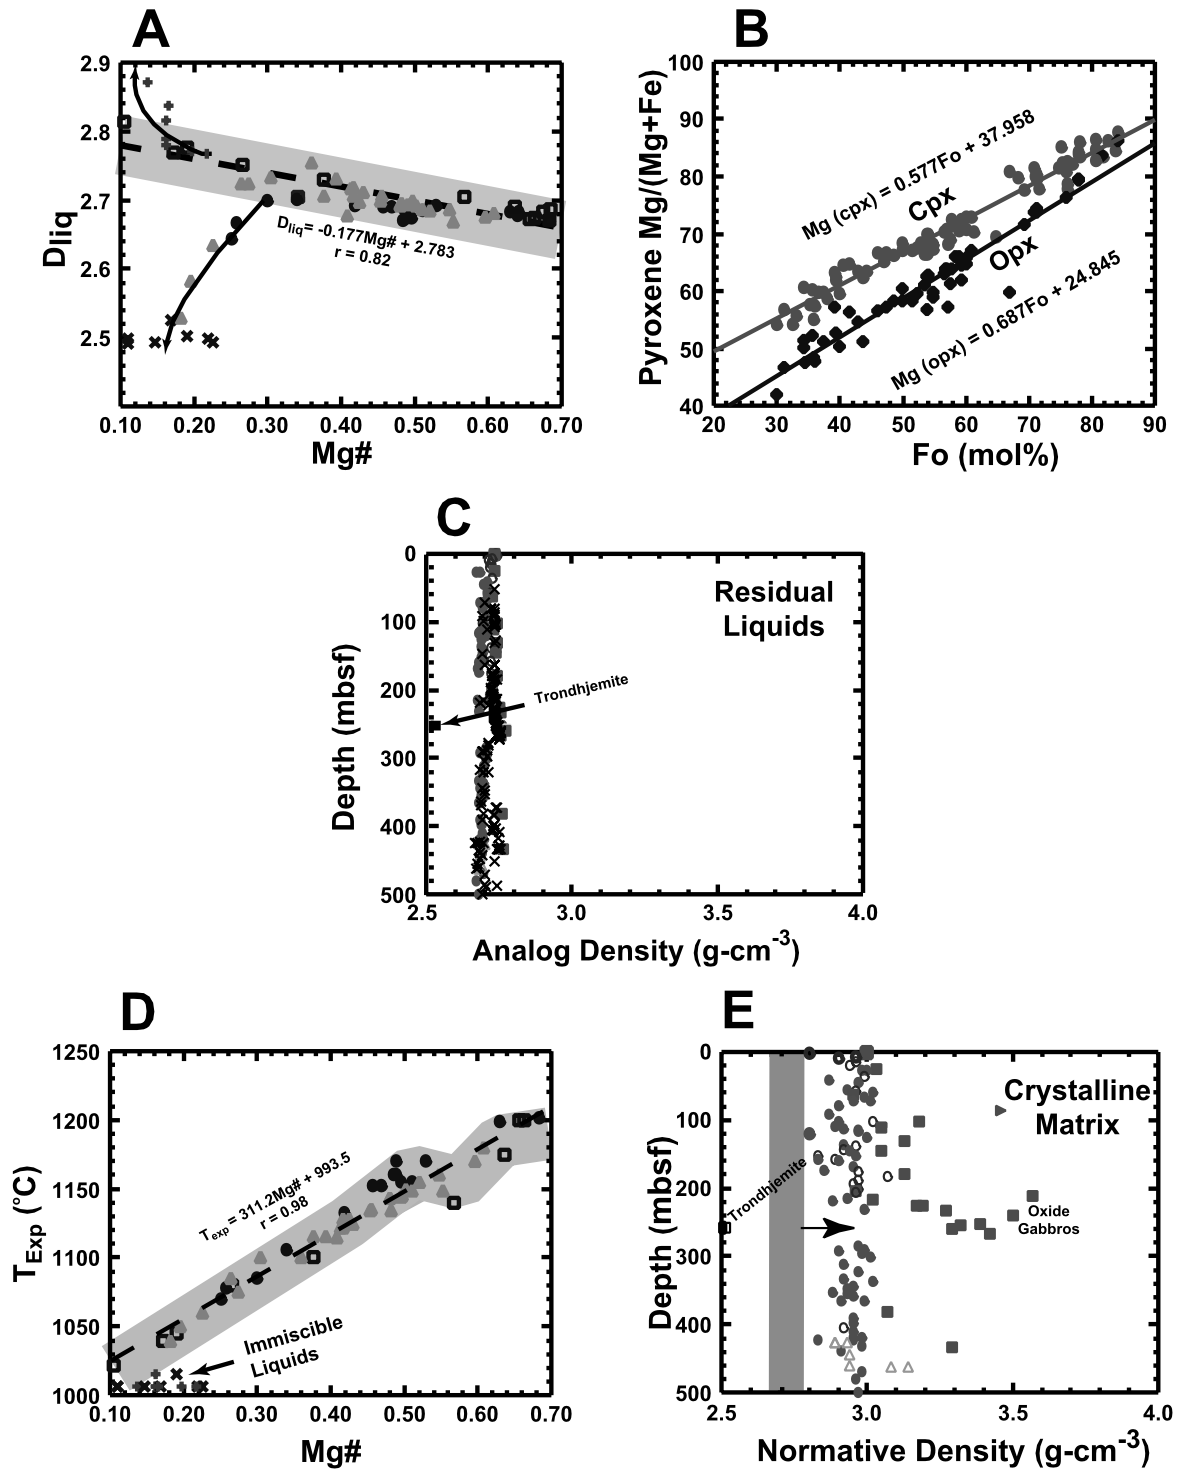 A
2.9
2.8
2.7
2.6
2.5
Dliq
Dliq= -0.177Mg# + 2.783
r = 0.82
0.10 0.20 0.30 0.40 0.50 0.60 0.70
Mg#
B
100
90
80
70
60
50
40
Pyroxene Mg/(Mg+Fe)
Mg (cpx) = 0.577Fo + 37.958
Cpx
Opx
Mg (opx) = 0.687Fo + 24.845
20 30 40 50 60 70 80 90
Fo (mol%)
C
0
100
200
300
400
500
Depth (mbsf)
Residual
Liquids
Trondhjemite
2.5 3.0 3.5 4.0
Analog Density (g-cm-3)
D
1250
1200
1150
1100
1050
1000
TExp (°C)
Texp = 311.2Mg# + 993.5
r = 0.98
Immiscible
Liquids
0.10 0.20 0.30 0.40 0.50 0.60 0.70
Mg#
E
0
100
200
300
400
500
Depth (mbsf)
Crystalline
Matrix
Trondhjemite
Oxide
Gabbros
2.5 3.0 3.5 4.0
Normative Density (g-cm-3)